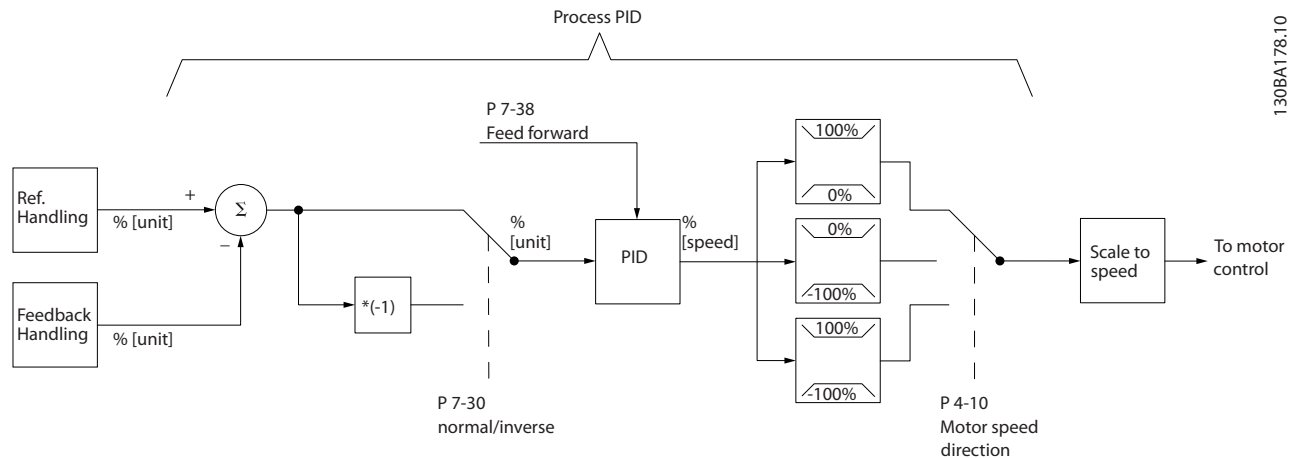 Process PID
130BA178.10
P 7-38
Feed forward
100%
0%
Ref.
Handling
+
Σ
% [unit]
−
%
[unit]
PID
%
[speed]
0%
-100%
Scale to
speed
To motor
control
Feedback
Handling
% [unit]
*(-1)
100%
-100%
P 7-30
normal/inverse
P 4-10
Motor speed
direction